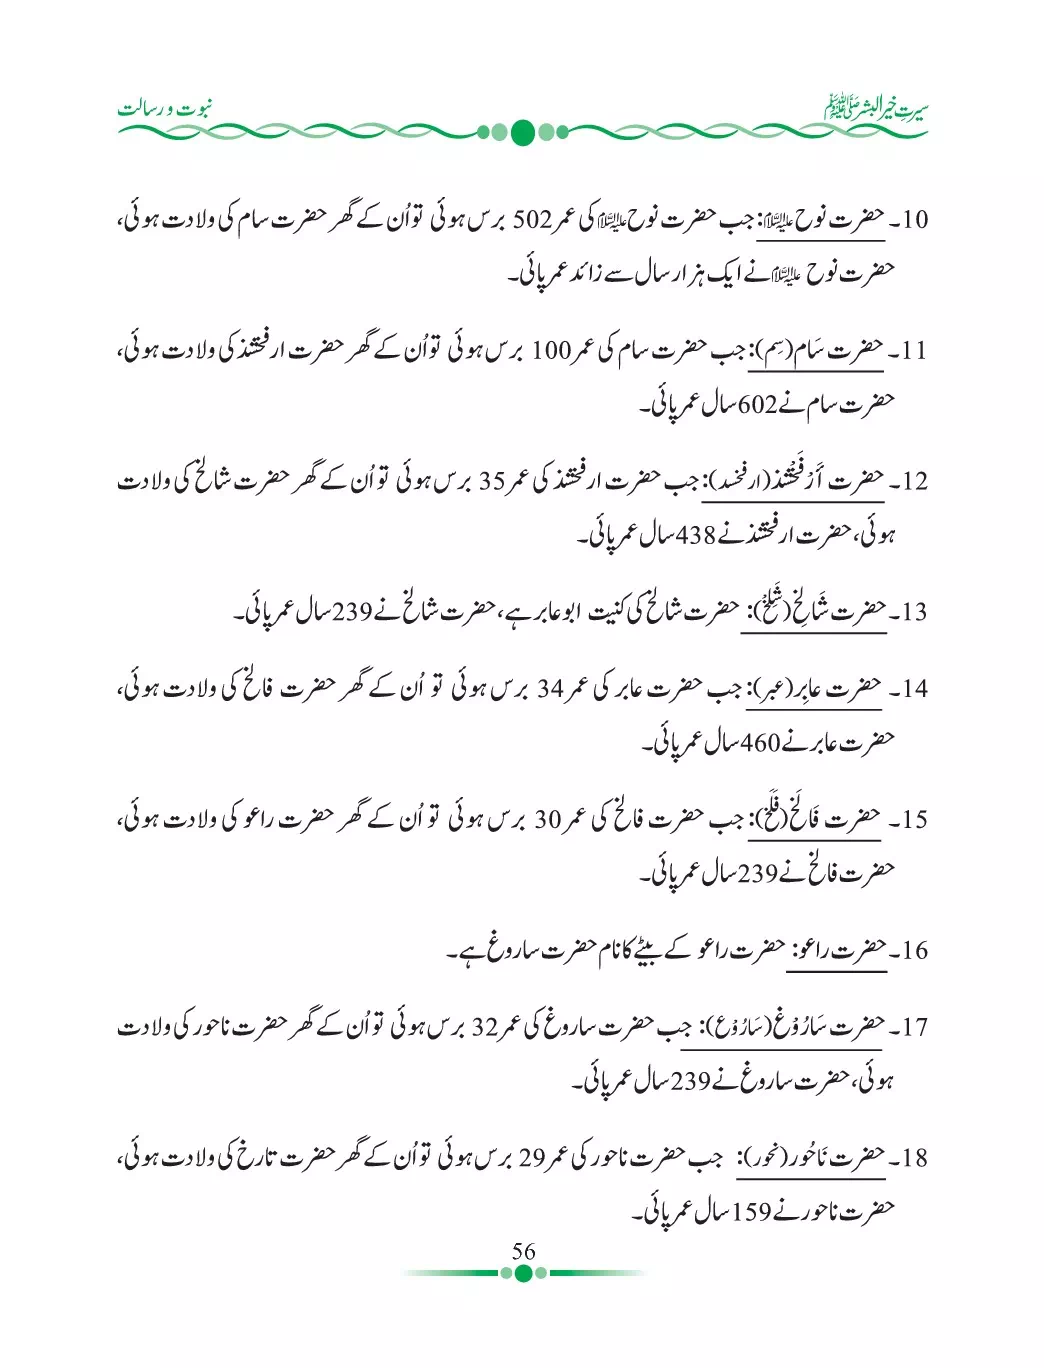 سیرتِ خیر البشر ﷺ
نبوت و رسالت
10۔ حضرت نوح علیہ السلام: جب حضرت نوح علیہ السلام کی عمر 502 برس ہوئی تو اُن کے گھر حضرت سام کی ولادت ہوئی،
حضرت نوح علیہ السلام نے ایک ہزار سال سے زائد عمر پائی۔
11۔ حضرت سَام (سِم): جب حضرت سام کی عمر 100 برس ہوئی تو اُن کے گھر حضرت ارفخشذ کی ولادت ہوئی،
حضرت سام نے 602 سال عمر پائی۔
12۔ حضرت أَرْفَخْشَذ (ارفخسد): جب حضرت ارفخشذ کی عمر 35 برس ہوئی تو اُن کے گھر حضرت شالخ کی ولادت
ہوئی، حضرت ارفخشذ نے 438 سال عمر پائی۔
13۔ حضرت شَالِخ (شَلِخْ): حضرت شالخ کی کنیت ابو عابر ہے، حضرت شالخ نے 239 سال عمر پائی۔
14۔ حضرت عابِر (عبر): جب حضرت عابر کی عمر 34 برس ہوئی تو اُن کے گھر حضرت فالخ کی ولادت ہوئی،
حضرت عابر نے 460 سال عمر پائی۔
15۔ حضرت فَالَخ (فَلَخ): جب حضرت فالخ کی عمر 30 برس ہوئی تو اُن کے گھر حضرت راعو کی ولادت ہوئی،
حضرت فالخ نے 239 سال عمر پائی۔
16۔ حضرت راعو: حضرت راعو کے بیٹے کا نام حضرت ساروغ ہے۔
17۔ حضرت سَارُوْغ (سَارُوْع): جب حضرت ساروغ کی عمر 32 برس ہوئی تو اُن کے گھر حضرت ناحور کی ولادت
ہوئی، حضرت ساروغ نے 239 سال عمر پائی۔
18۔ حضرت نَاحُور (نحور): جب حضرت ناحور کی عمر 29 برس ہوئی تو اُن کے گھر حضرت تارخ کی ولادت ہوئی،
حضرت ناحور نے 159 سال عمر پائی۔
56